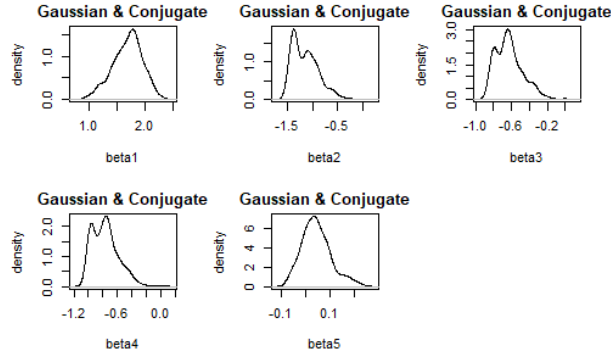 Gaussian & Conjugate Gaussian & Conjugate Gaussian & Conjugate
density
0.0 1.0
1.0 2.0
beta1
density
0.0 1.0
-1.5 -0.5
beta2
density
0.0 1.5 3.0
-1.0 -0.6 -0.2
beta3
Gaussian & Conjugate Gaussian & Conjugate
density
0.0 1.0 2.0
-1.2 -0.6 0.0
beta4
density
0 2 4 6
-0.1 0.1
beta5